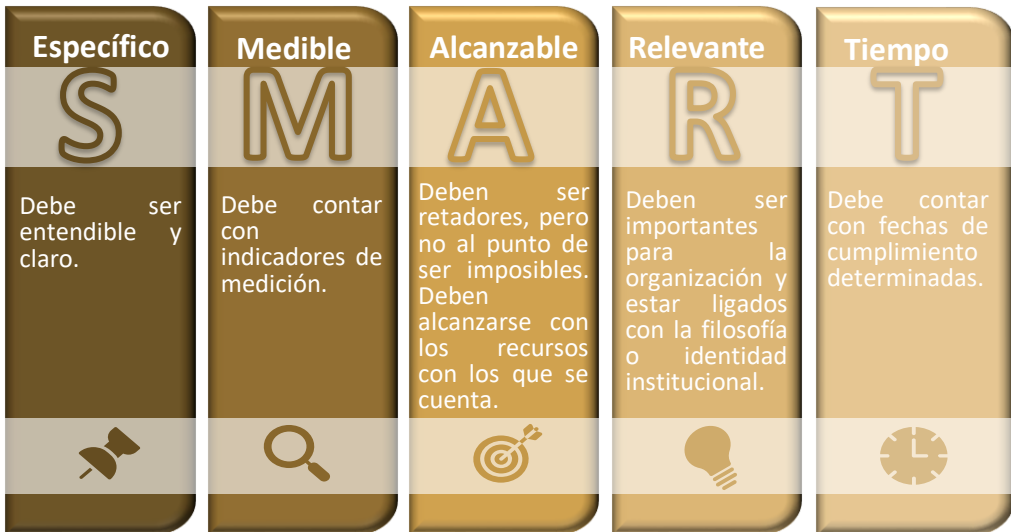 Específico
S
Debe ser
entendible y
claro.
Medible
M
Debe contar
con
indicadores de
medición.
Alcanzable
A
Deben ser
retadores, pero
no al punto de
ser imposibles.
Deben
alcanzarse con
los recursos
con los que se
cuenta.
Relevante
R
Deben ser
importantes
para la
organización y
estar ligados
con la filosofía
o identidad
institucional.
Tiempo
T
Debe contar
con fechas de
cumplimiento
determinadas.